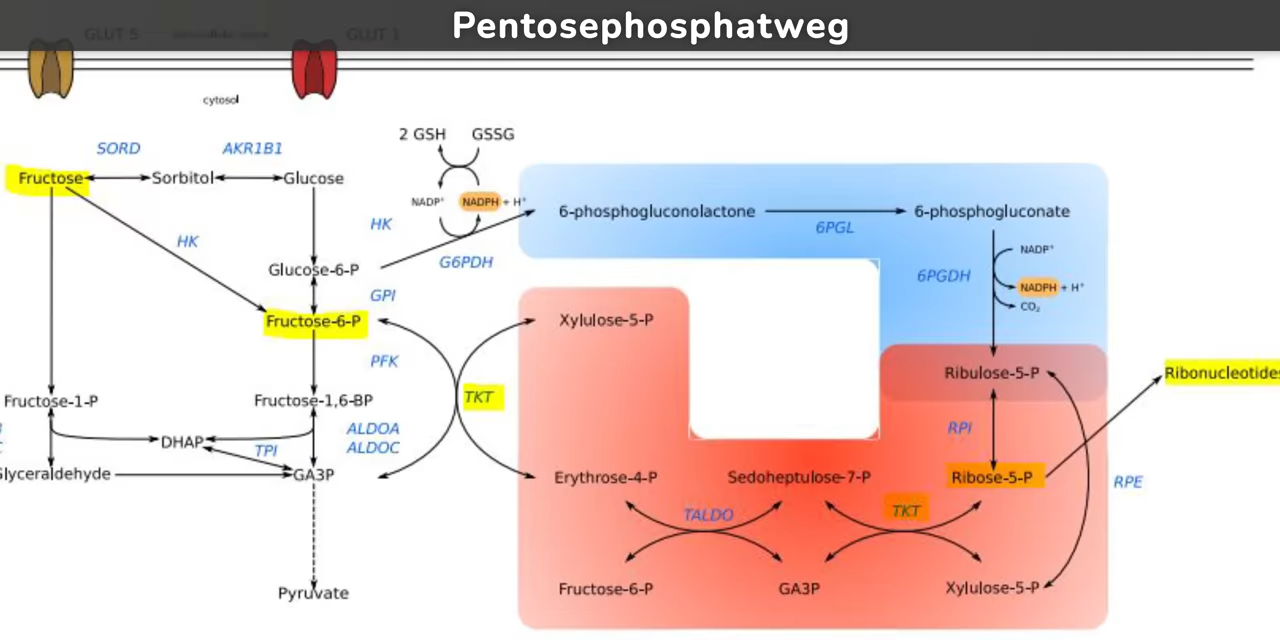 Pentosephosphatweg
GLUT 5
GLUT 1
cytosol
2 GSH
GSSG
SORD
AKR1B1
Fructose
Sorbitol
Glucose
NADP⁺
NADPH + H⁺
6-phosphogluconolactone
6-phosphogluconate
HK
HK
6PGL
G6PDH
NADP⁺
Glucose-6-P
6PGDH
NADPH + H⁺
GPI
CO₂
Fructose-6-P
Xylulose-5-P
PFK
Ribulose-5-P
Ribonucleotides
Fructose-1-P
Fructose-1,6-BP
TKT
ALDOA
RPI
DHAP
TPI
ALDOC
Glyceraldehyde
GA3P
Erythrose-4-P
Sedoheptulose-7-P
Ribose-5-P
RPE
TALDO
TKT
Pyruvate
Fructose-6-P
GA3P
Xylulose-5-P